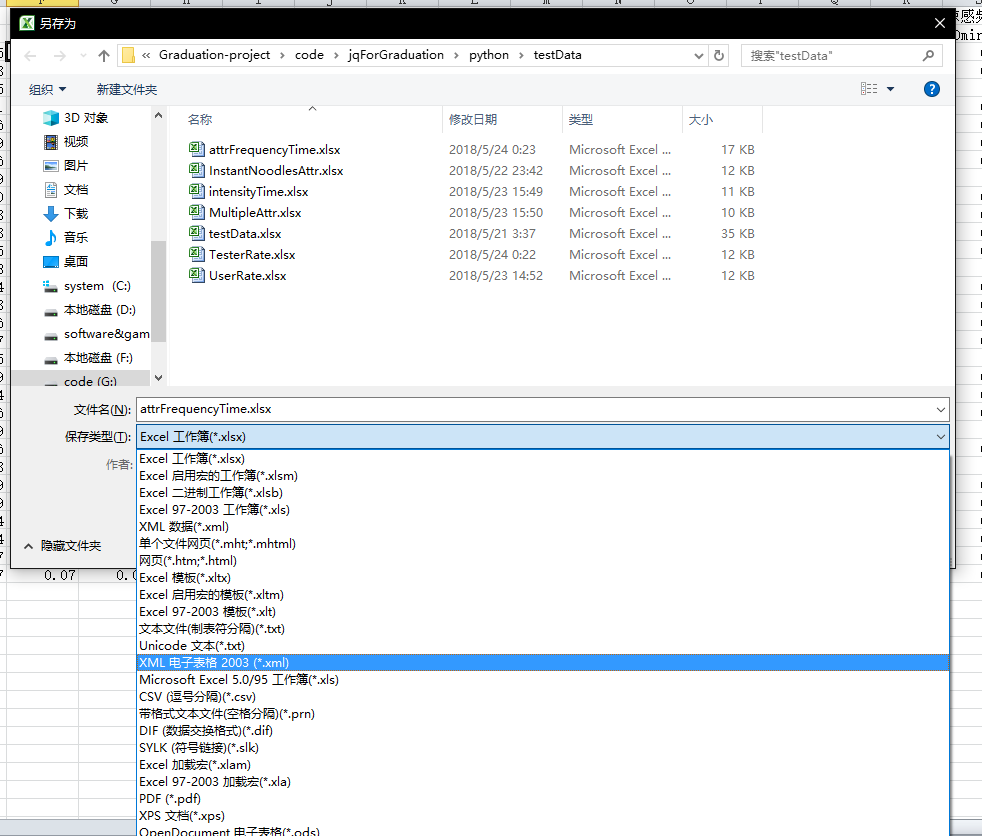 另存为
« Graduation-project › code › jqForGraduation › python › testData
搜索"testData"
组织 新建文件夹
名称 修改日期 类型 大小
3D 对象
视频
图片
文档
下载
音乐
桌面
system (C:)
本地磁盘 (D:)
software&gam
本地磁盘 (F:)
code (G:)
attrFrequencyTime.xlsx 2018/5/24 0:23 Microsoft Excel ... 17 KB
InstantNoodlesAttr.xlsx 2018/5/22 23:42 Microsoft Excel ... 12 KB
intensityTime.xlsx 2018/5/23 15:49 Microsoft Excel ... 11 KB
MultipleAttr.xlsx 2018/5/23 15:50 Microsoft Excel ... 10 KB
testData.xlsx 2018/5/21 3:37 Microsoft Excel ... 35 KB
TesterRate.xlsx 2018/5/24 0:22 Microsoft Excel ... 12 KB
UserRate.xlsx 2018/5/23 14:52 Microsoft Excel ... 12 KB
文件名(N): attrFrequencyTime.xlsx
保存类型(T): Excel 工作簿(*.xlsx)
作者:
隐藏文件夹
0.07
Excel 工作簿(*.xlsx)
Excel 启用宏的工作簿(*.xlsm)
Excel 二进制工作簿(*.xlsb)
Excel 97-2003 工作簿(*.xls)
XML 数据(*.xml)
单个文件网页(*.mht;*.mhtml)
网页(*.htm;*.html)
Excel 模板(*.xltx)
Excel 启用宏的模板(*.xltm)
Excel 97-2003 模板(*.xlt)
文本文件(制表符分隔)(*.txt)
Unicode 文本(*.txt)
XML 电子表格 2003 (*.xml)
Microsoft Excel 5.0/95 工作簿(*.xls)
CSV (逗号分隔)(*.csv)
带格式文本文件(空格分隔)(*.prn)
DIF (数据交换格式)(*.dif)
SYLK (符号链接)(*.slk)
Excel 加载宏(*.xlam)
Excel 97-2003 加载宏(*.xla)
PDF (*.pdf)
XPS 文档(*.xps)
OpenDocument 电子表格(*.ods)